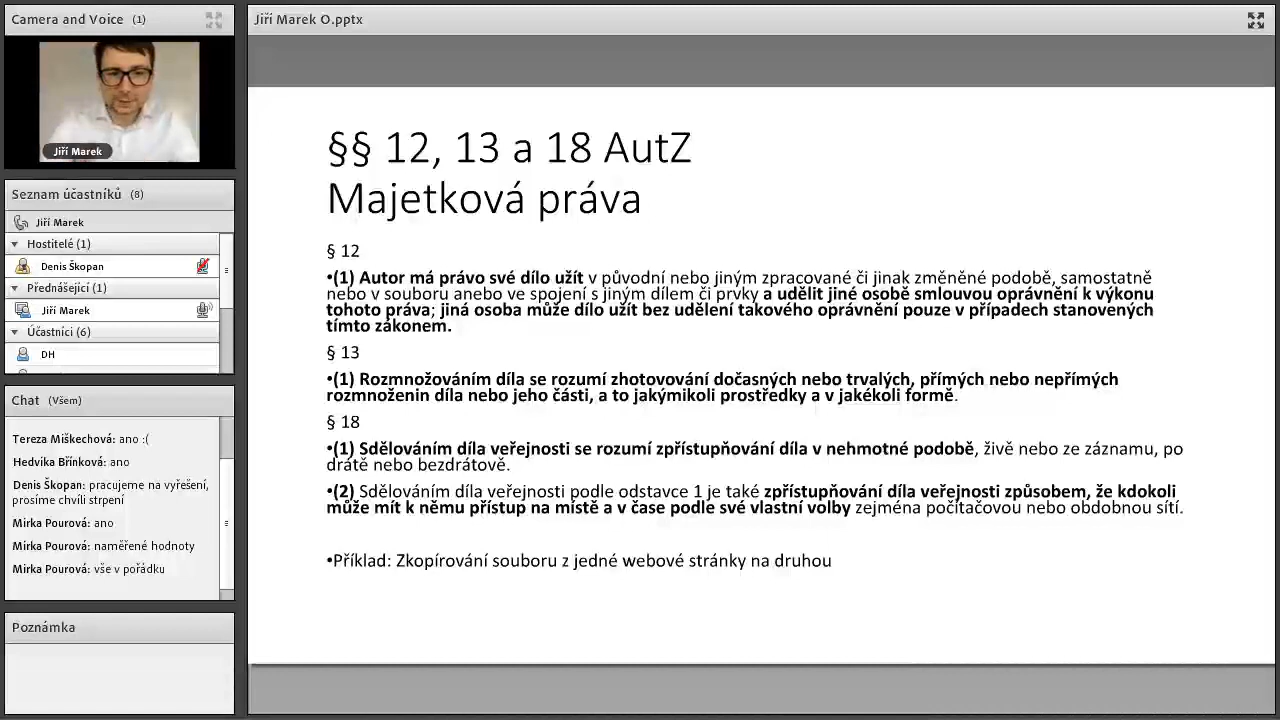 Camera and Voice (1)
Jiří Marek
Seznam účastníků (8)
Jiří Marek
Hostitelé (1)
Denis Škopan
Přednášející (1)
Jiří Marek
Účastníci (6)
DH
Chat (Všem)
Tereza Miškechová: ano :(
Hedvika Břínková: ano
Denis Škopan: pracujeme na vyřešení,
prosíme chvíli strpení
Mirka Pourová: ano
Mirka Pourová: naměřené hodnoty
Mirka Pourová: vše v pořádku
Poznámka
Jiří Marek O.pptx
§§ 12, 13 a 18 AutZ
Majetková práva
§ 12
•(1) Autor má právo své dílo užít v původní nebo jiným zpracované či jinak změněné podobě, samostatně
nebo v souboru anebo ve spojení s jiným dílem či prvky a udělit jiné osobě smlouvou oprávnění k výkonu
tohoto práva; jiná osoba může dílo užít bez udělení takového oprávnění pouze v případech stanovených
tímto zákonem.
§ 13
•(1) Rozmnožováním díla se rozumí zhotovování dočasných nebo trvalých, přímých nebo nepřímých
rozmnoženin díla nebo jeho části, a to jakýmikoli prostředky a v jakékoli formě.
§ 18
•(1) Sdělováním díla veřejnosti se rozumí zpřístupňování díla v nehmotné podobě, živě nebo ze záznamu, po
drátě nebo bezdrátově.
•(2) Sdělováním díla veřejnosti podle odstavce 1 je také zpřístupňování díla veřejnosti způsobem, že kdokoli
může mít k němu přístup na místě a v čase podle své vlastní volby zejména počítačovou nebo obdobnou sítí.
•Příklad: Zkopírování souboru z jedné webové stránky na druhou